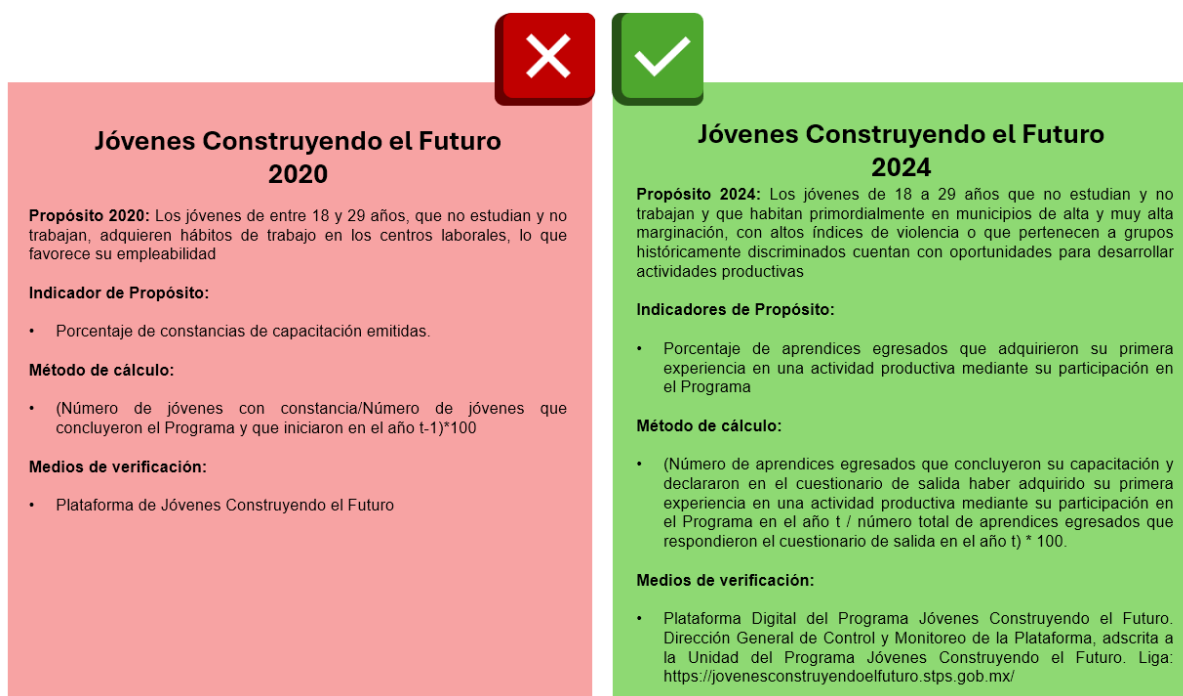 Jóvenes Construyendo el Futuro
2020
Propósito 2020: Los jóvenes de entre 18 y 29 años, que no estudian y no
trabajan, adquieren hábitos de trabajo en los centros laborales, lo que
favorece su empleabilidad
Indicador de Propósito:
• Porcentaje de constancias de capacitación emitidas.
Método de cálculo:
• (Número de jóvenes con constancia/Número de jóvenes que
concluyeron el Programa y que iniciaron en el año t-1)*100
Medios de verificación:
• Plataforma de Jóvenes Construyendo el Futuro
Jóvenes Construyendo el Futuro
2024
Propósito 2024: Los jóvenes de 18 a 29 años que no estudian y no
trabajan y que habitan primordialmente en municipios de alta y muy alta
marginación, con altos índices de violencia o que pertenecen a grupos
históricamente discriminados cuentan con oportunidades para desarrollar
actividades productivas
Indicadores de Propósito:
• Porcentaje de aprendices egresados que adquirieron su primera
experiencia en una actividad productiva mediante su participación en
el Programa
Método de cálculo:
• (Número de aprendices egresados que concluyeron su capacitación y
declararon en el cuestionario de salida haber adquirido su primera
experiencia en una actividad productiva mediante su participación en
el Programa en el año t / número total de aprendices egresados que
respondieron el cuestionario de salida en el año t) * 100.
Medios de verificación:
• Plataforma Digital del Programa Jóvenes Construyendo el Futuro.
Dirección General de Control y Monitoreo de la Plataforma, adscrita a
la Unidad del Programa Jóvenes Construyendo el Futuro. Liga:
https://jovenesconstruyendoelfuturo.stps.gob.mx/